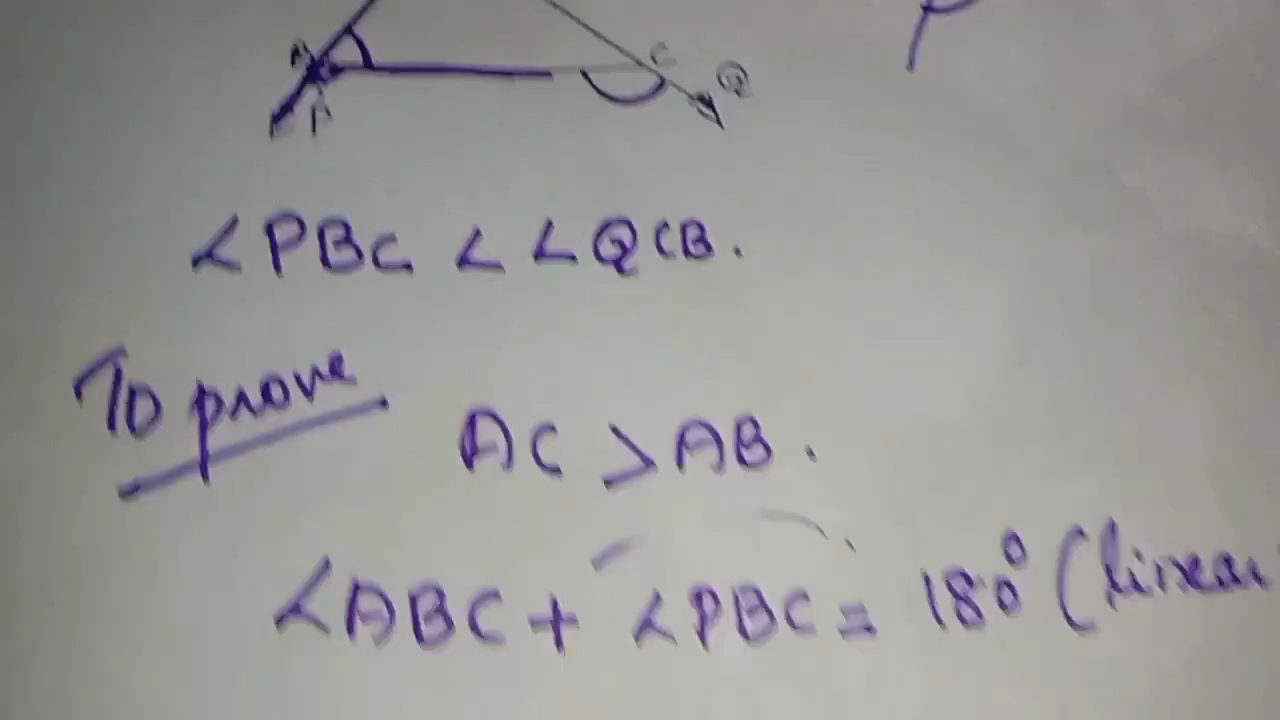 C
Q
∠PBC < ∠QCB.
To prove
AC > AB.
∠ABC + ∠PBC = 180° (linear